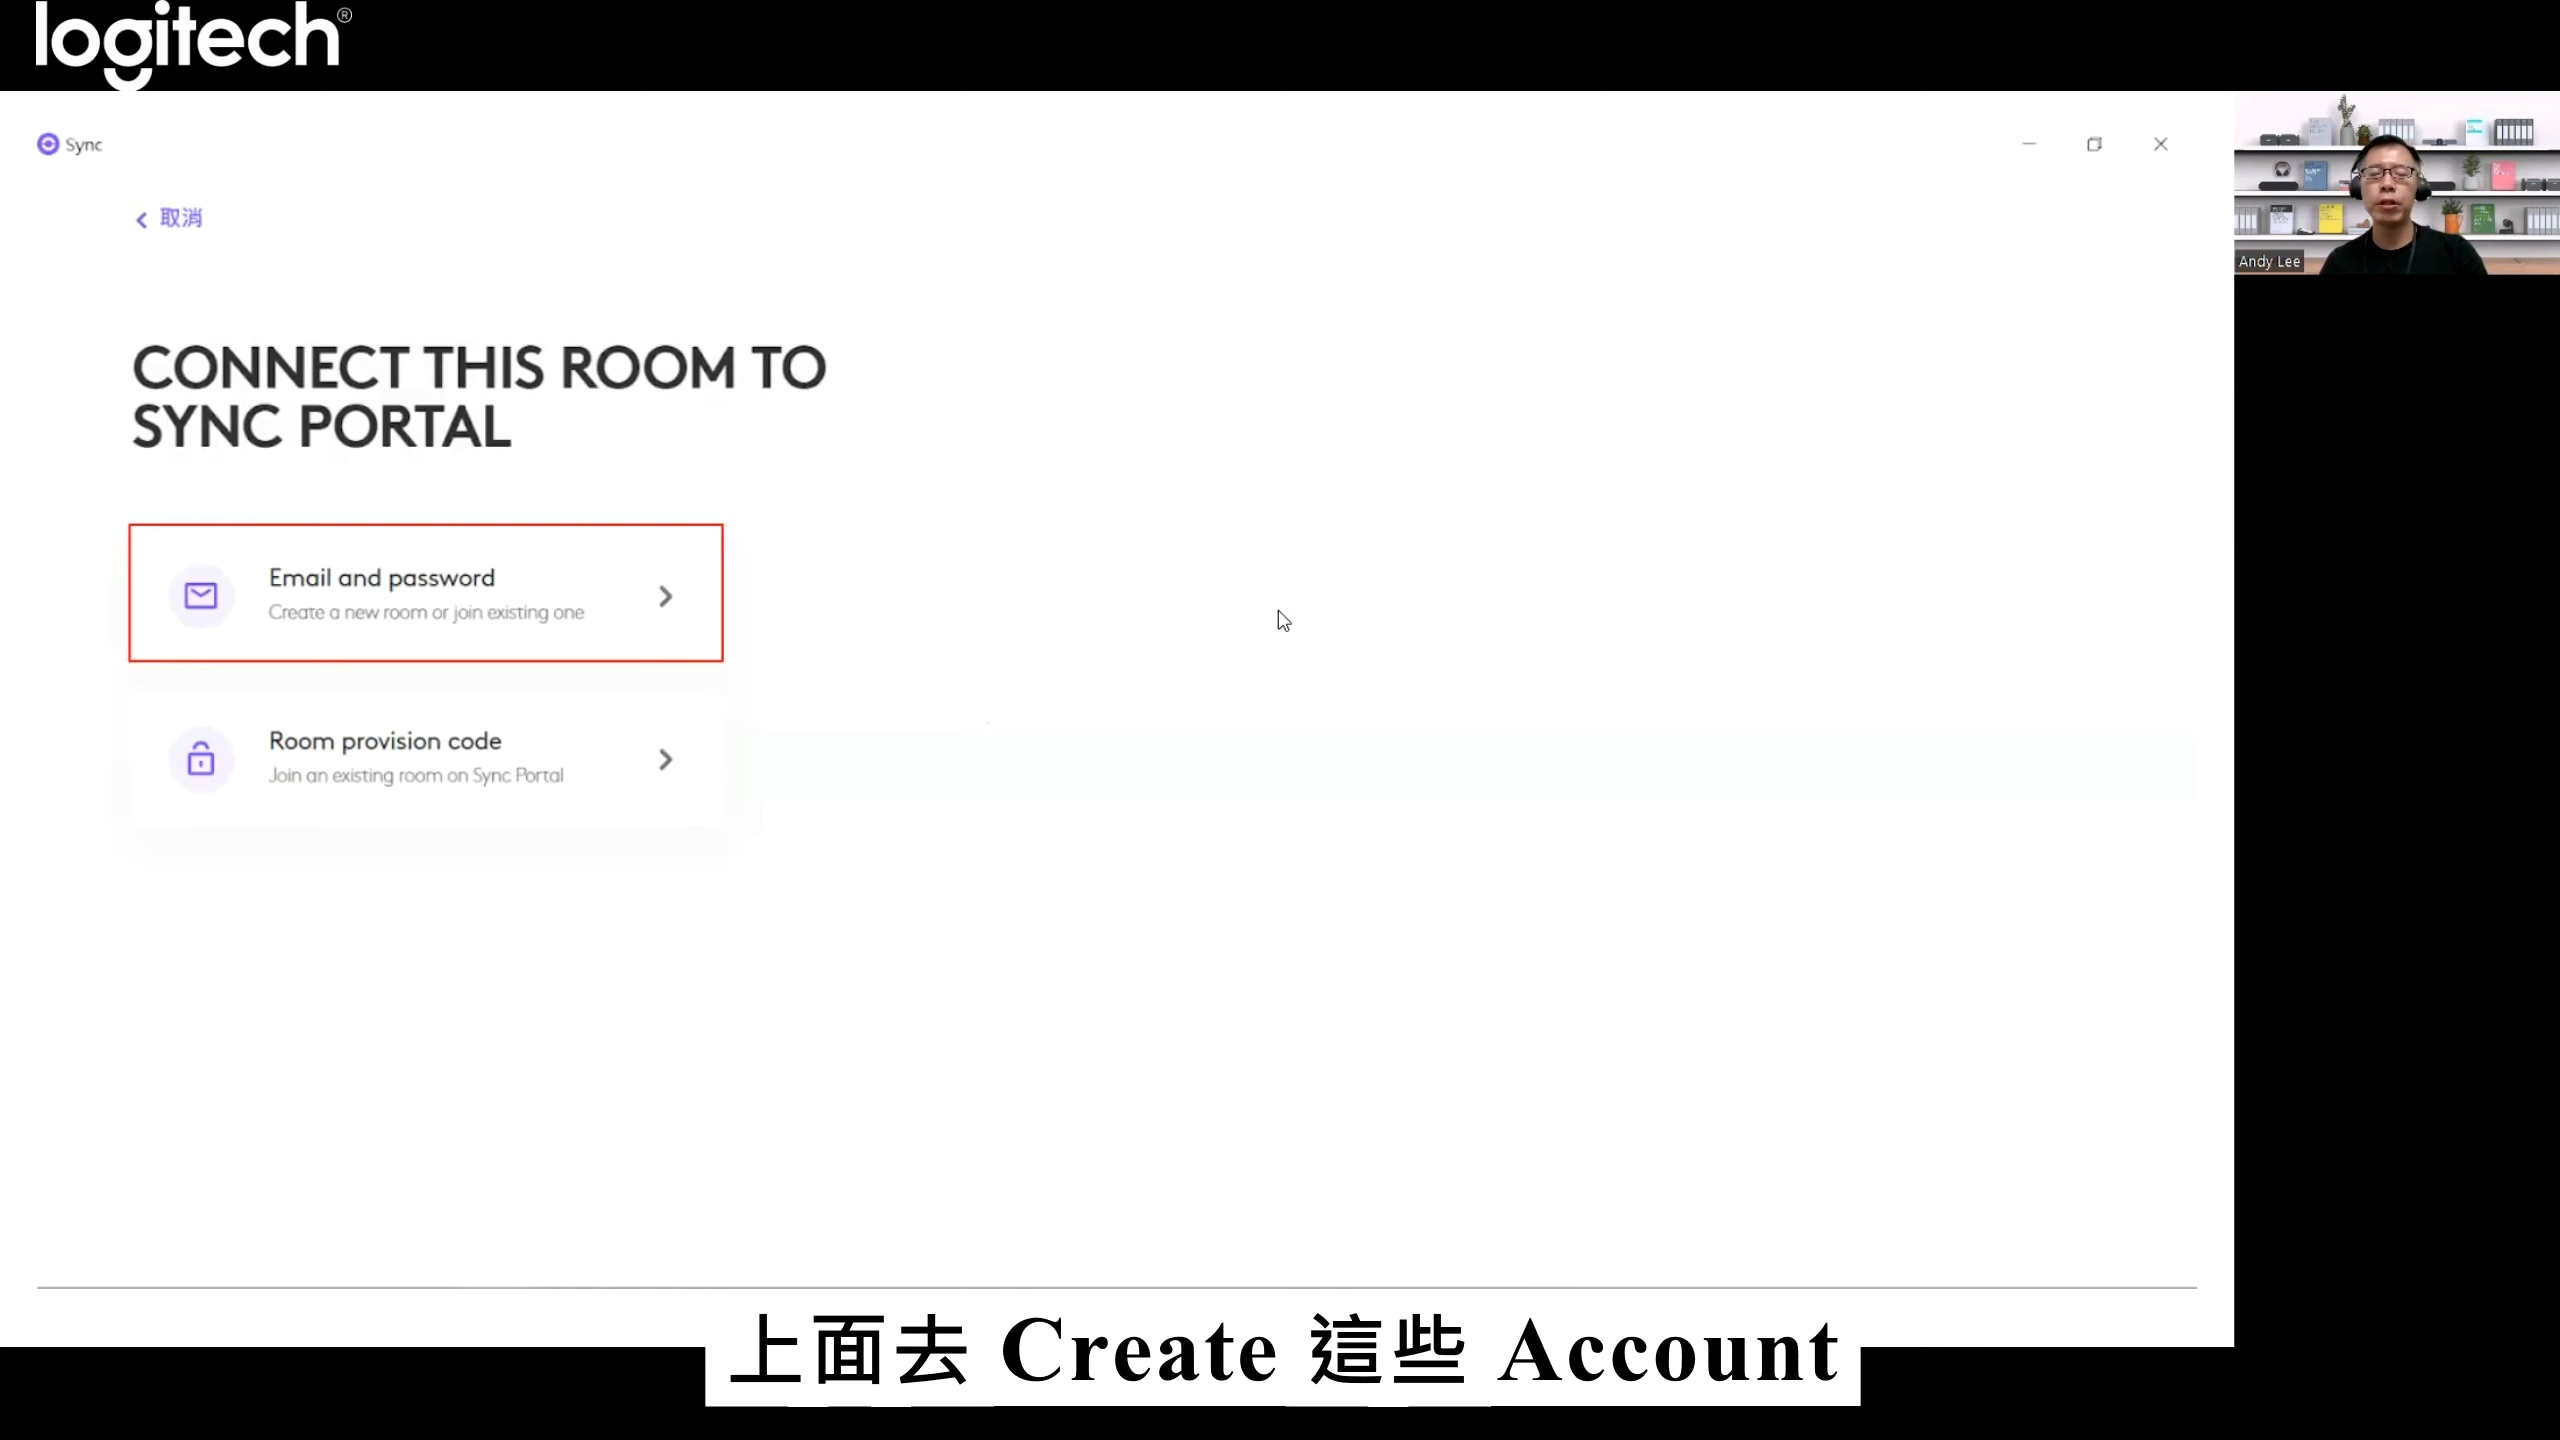 logitech®
Sync
取消
Andy Lee
CONNECT THIS ROOM TO
SYNC PORTAL
Email and password
Create a new room or join existing one
Room provision code
Join an existing room on Sync Portal
上面去 Create 這些 Account